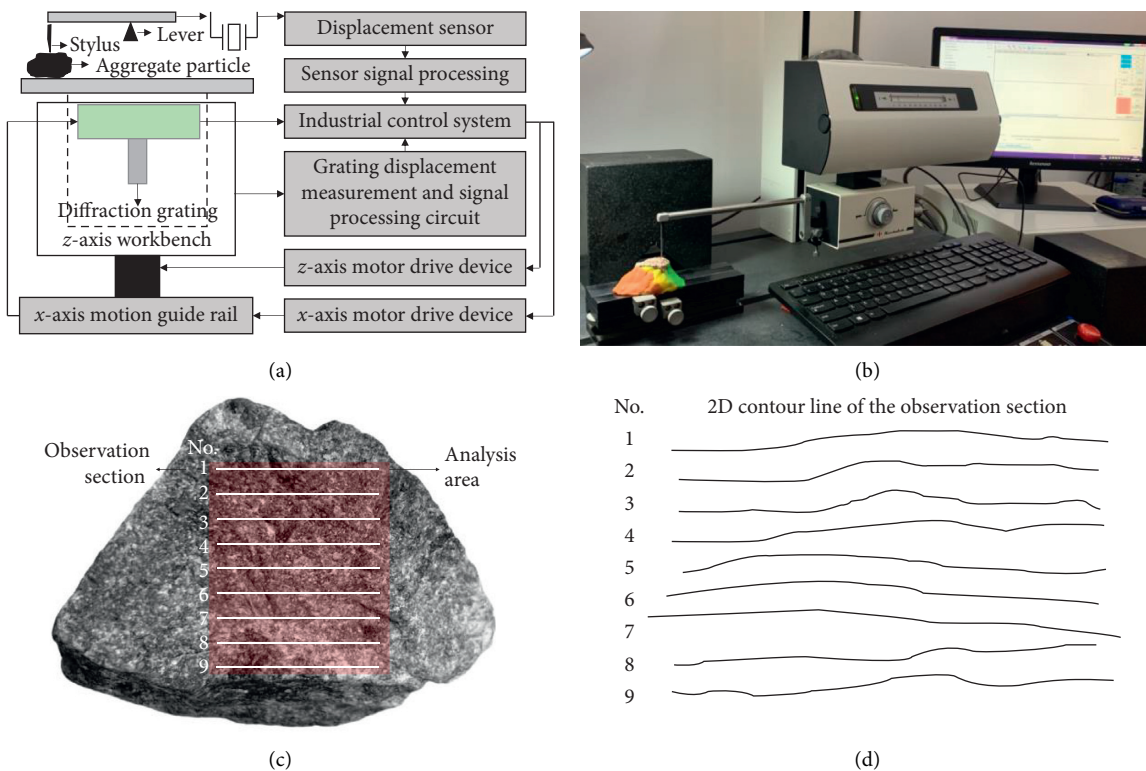 Displacement sensor
Lever
Stylus
Aggregate particle
Sensor signal processing
Industrial control system
Grating displacement
measurement and signal
processing circuit
Diffraction grating
z-axis workbench
z-axis motor drive device
x-axis motion guide rail
x-axis motor drive device
(a)
lenovo
(b)
Observation
section
No.
1
2
3
4
5
6
7
8
9
Analysis
area
(c)
No.
2D contour line of the observation section
1
2
3
4
5
6
7
8
9
(d)